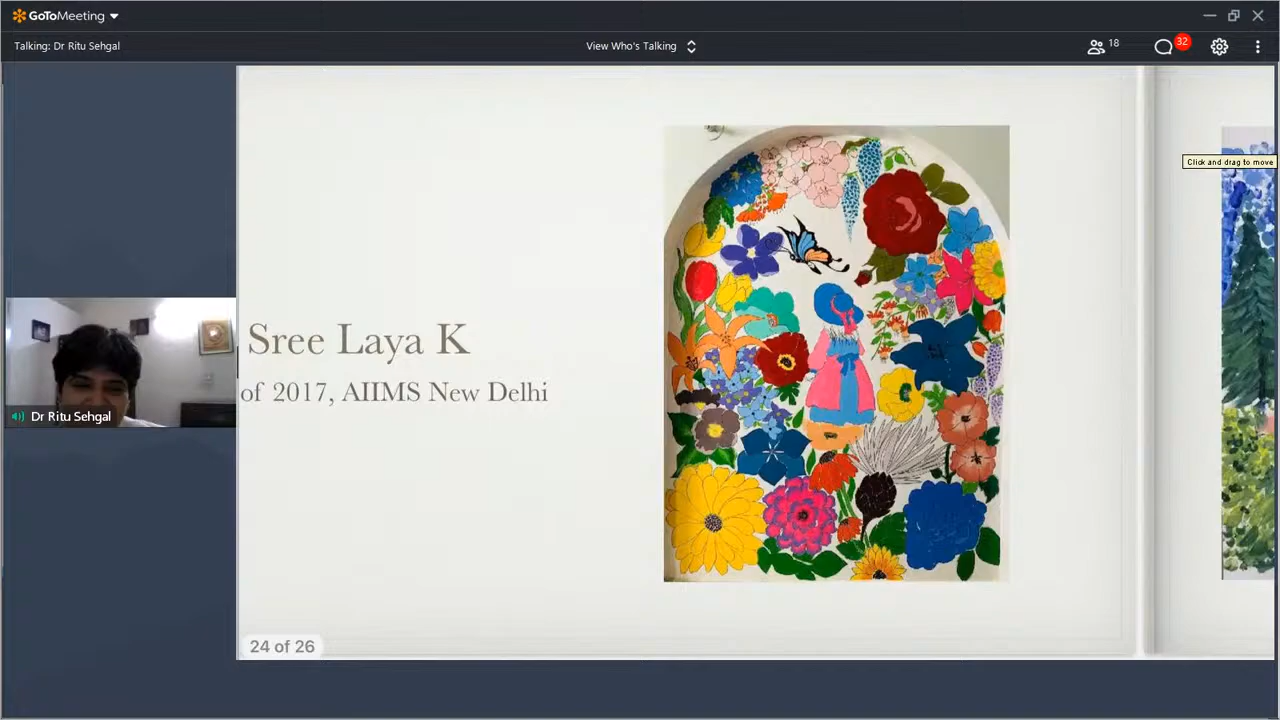 GoToMeeting
Talking: Dr Ritu Sehgal
View Who's Talking
18
32
Click and drag to move
Sree Laya K
of 2017, AIIMS New Delhi
Dr Ritu Sehgal
24 of 26